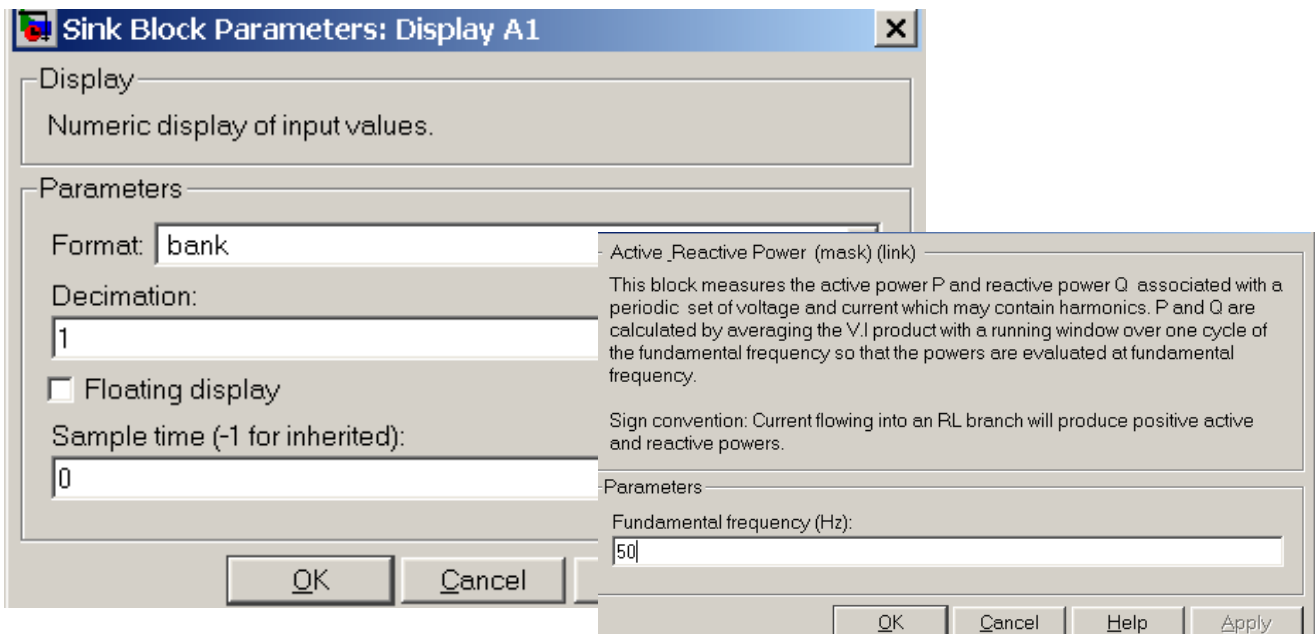 Sink Block Parameters: Display A1
Display
Numeric display of input values.
Parameters
Format: bank
Decimation:
1
Floating display
Sample time (-1 for inherited):
0
OK Cancel
Active_Reactive Power (mask) (link)
This block measures the active power P and reactive power Q associated with a
periodic set of voltage and current which may contain harmonics. P and Q are
calculated by averaging the V.I product with a running window over one cycle of
the fundamental frequency so that the powers are evaluated at fundamental
frequency.
Sign convention: Current flowing into an RL branch will produce positive active
and reactive powers.
Parameters
Fundamental frequency (Hz):
50
OK Cancel Help Apply